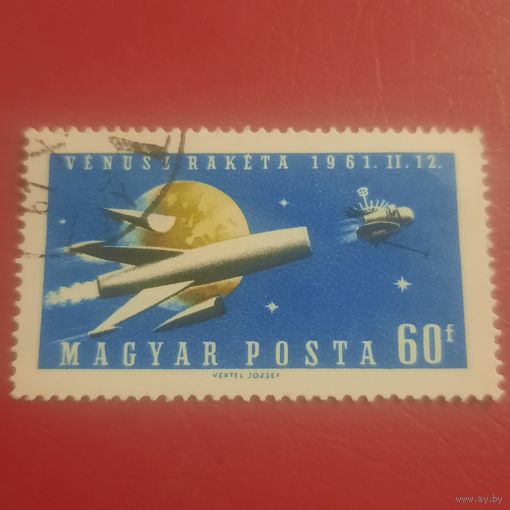 VÉNUSZ RAKÉTA 1961. II. 12.
MAGYAR POSTA 60f
VERTEL JÓZSEF
www.ay.by